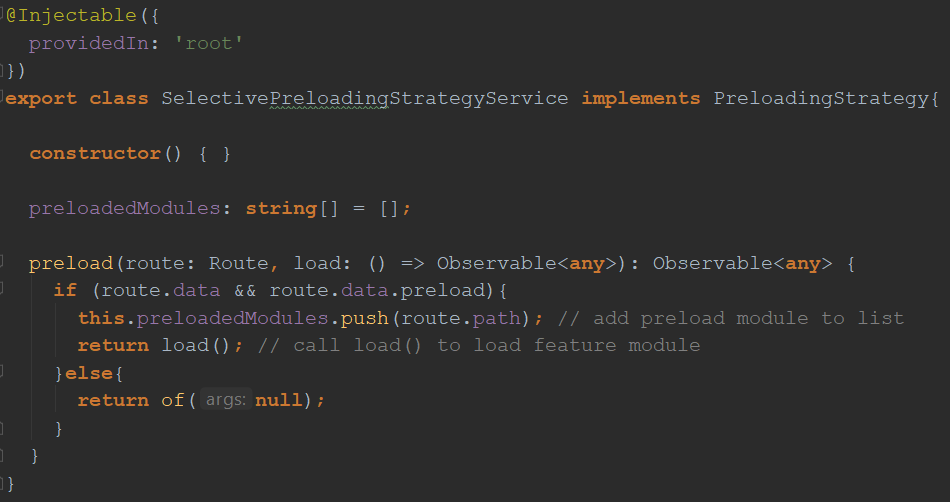 @Injectable({
  providedIn: 'root'
})
export class SelectivePreloadingStrategyService implements PreloadingStrategy{
  constructor() { }
  preloadedModules: string[] = [];
  preload(route: Route, load: () => Observable<any>): Observable<any> {
    if (route.data && route.data.preload){
      this.preloadedModules.push(route.path); // add preload module to list
      return load(); // call load() to load feature module
    }else{
      return of( args: null);
    }
  }
}